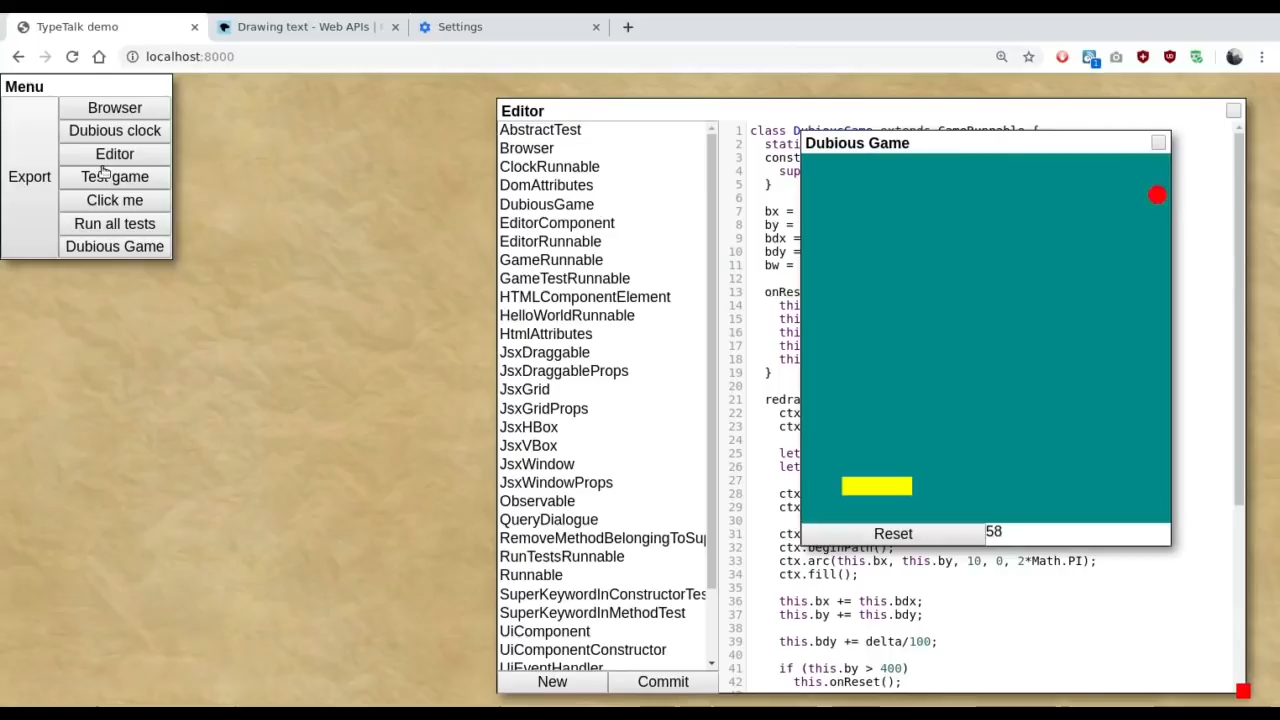 TypeTalk demo
Drawing text - Web APIs |
Settings
localhost:8000
1
Menu
Export
Browser
Dubious clock
Editor
Test game
Click me
Run all tests
Dubious Game
Editor
AbstractTest
Browser
ClockRunnable
DomAttributes
DubiousGame
EditorComponent
EditorRunnable
GameRunnable
GameTestRunnable
HTMLComponentElement
HelloWorldRunnable
HtmlAttributes
JsxDraggable
JsxDraggableProps
JsxGrid
JsxGridProps
JsxHBox
JsxVBox
JsxWindow
JsxWindowProps
Observable
QueryDialogue
RemoveMethodBelongingToSu
RunTestsRunnable
Runnable
SuperKeywordInConstructorTes
SuperKeywordInMethodTest
UiComponent
UiComponentConstructor
UiEventHandler
New
Commit
1 class DubiousGame extends GameRunnable {
2 stati
3 const
4 sup
5 }
6
7 bx =
8 by =
9 bdx =
10 bdy =
11 bw =
12
13 onRes
14 thi
15 thi
16 thi
17 thi
18 thi
19 }
20
21 redra
22 ctx
23 ctx
24
25 let
26 let
27
28 ctx
29 ctx
30
31 ctx
32 ctx.beginPath();
33 ctx.arc(this.bx, this.by, 10, 0, 2*Math.PI);
34 ctx.fill();
35
36 this.bx += this.bdx;
37 this.by += this.bdy;
38
39 this.bdy += delta/100;
40
41 if (this.by > 400)
42 this.onReset();
Dubious Game
Reset
58